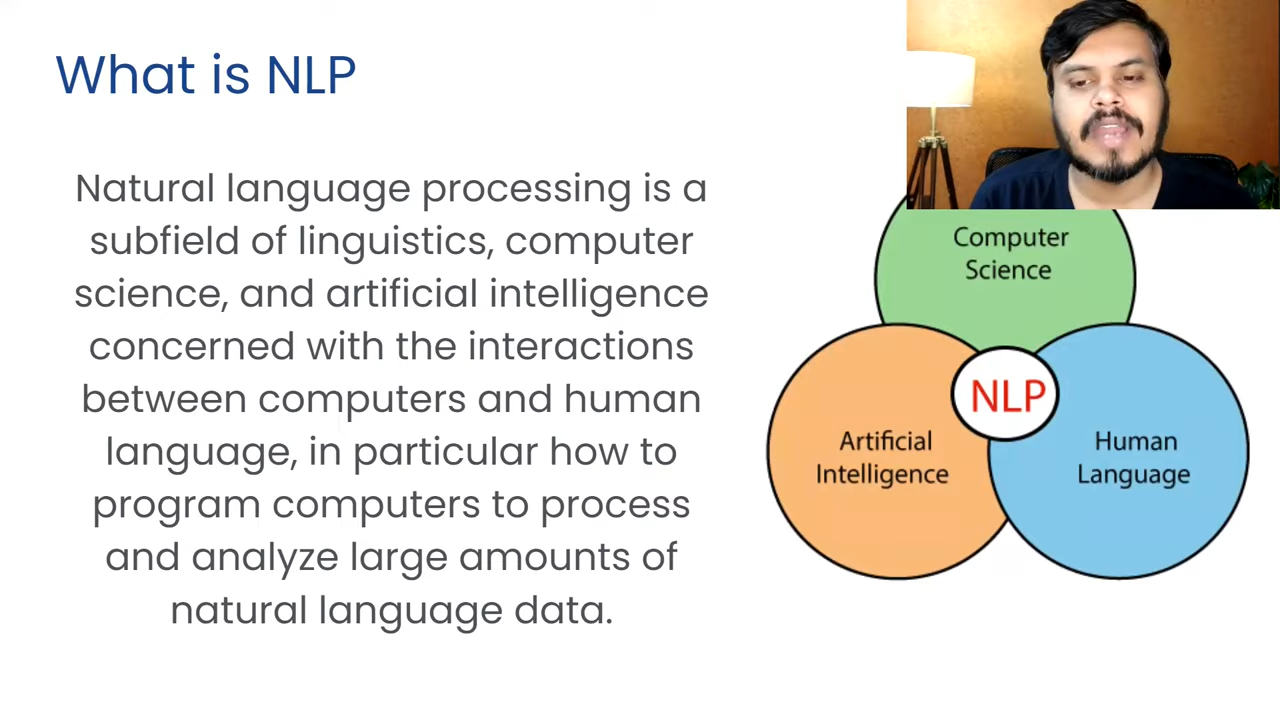 What is NLP
Natural language processing is a
subfield of linguistics, computer
science, and artificial intelligence
concerned with the interactions
between computers and human
language, in particular how to
program computers to process
and analyze large amounts of
natural language data.
Computer
Science
NLP
Artificial
Intelligence
Human
Language